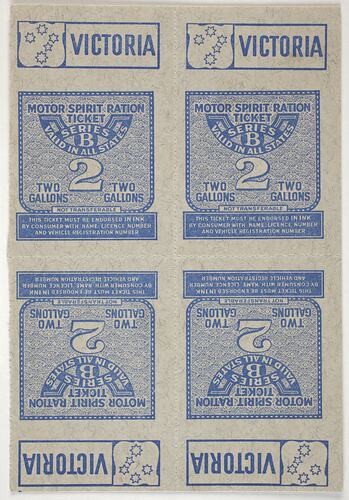 VICTORIA
MOTOR SPIRIT RATION
TICKET
SERIES
B
VALID IN ALL STATES
2
TWO GALLONS TWO GALLONS
NOT TRANSFERABLE
THIS TICKET MUST BE ENDORSED IN INK
BY CONSUMER WITH NAME, LICENCE NUMBER
AND VEHICLE REGISTRATION NUMBER
VICTORIA
MOTOR SPIRIT RATION
TICKET
SERIES
B
VALID IN ALL STATES
2
TWO GALLONS TWO GALLONS
NOT TRANSFERABLE
THIS TICKET MUST BE ENDORSED IN INK
BY CONSUMER WITH NAME, LICENCE NUMBER
AND VEHICLE REGISTRATION NUMBER
VICTORIA
MOTOR SPIRIT RATION
TICKET
SERIES
B
VALID IN ALL STATES
2
TWO GALLONS TWO GALLONS
NOT TRANSFERABLE
THIS TICKET MUST BE ENDORSED IN INK
BY CONSUMER WITH NAME, LICENCE NUMBER
AND VEHICLE REGISTRATION NUMBER
VICTORIA
MOTOR SPIRIT RATION
TICKET
SERIES
B
VALID IN ALL STATES
2
TWO GALLONS TWO GALLONS
NOT TRANSFERABLE
THIS TICKET MUST BE ENDORSED IN INK
BY CONSUMER WITH NAME, LICENCE NUMBER
AND VEHICLE REGISTRATION NUMBER